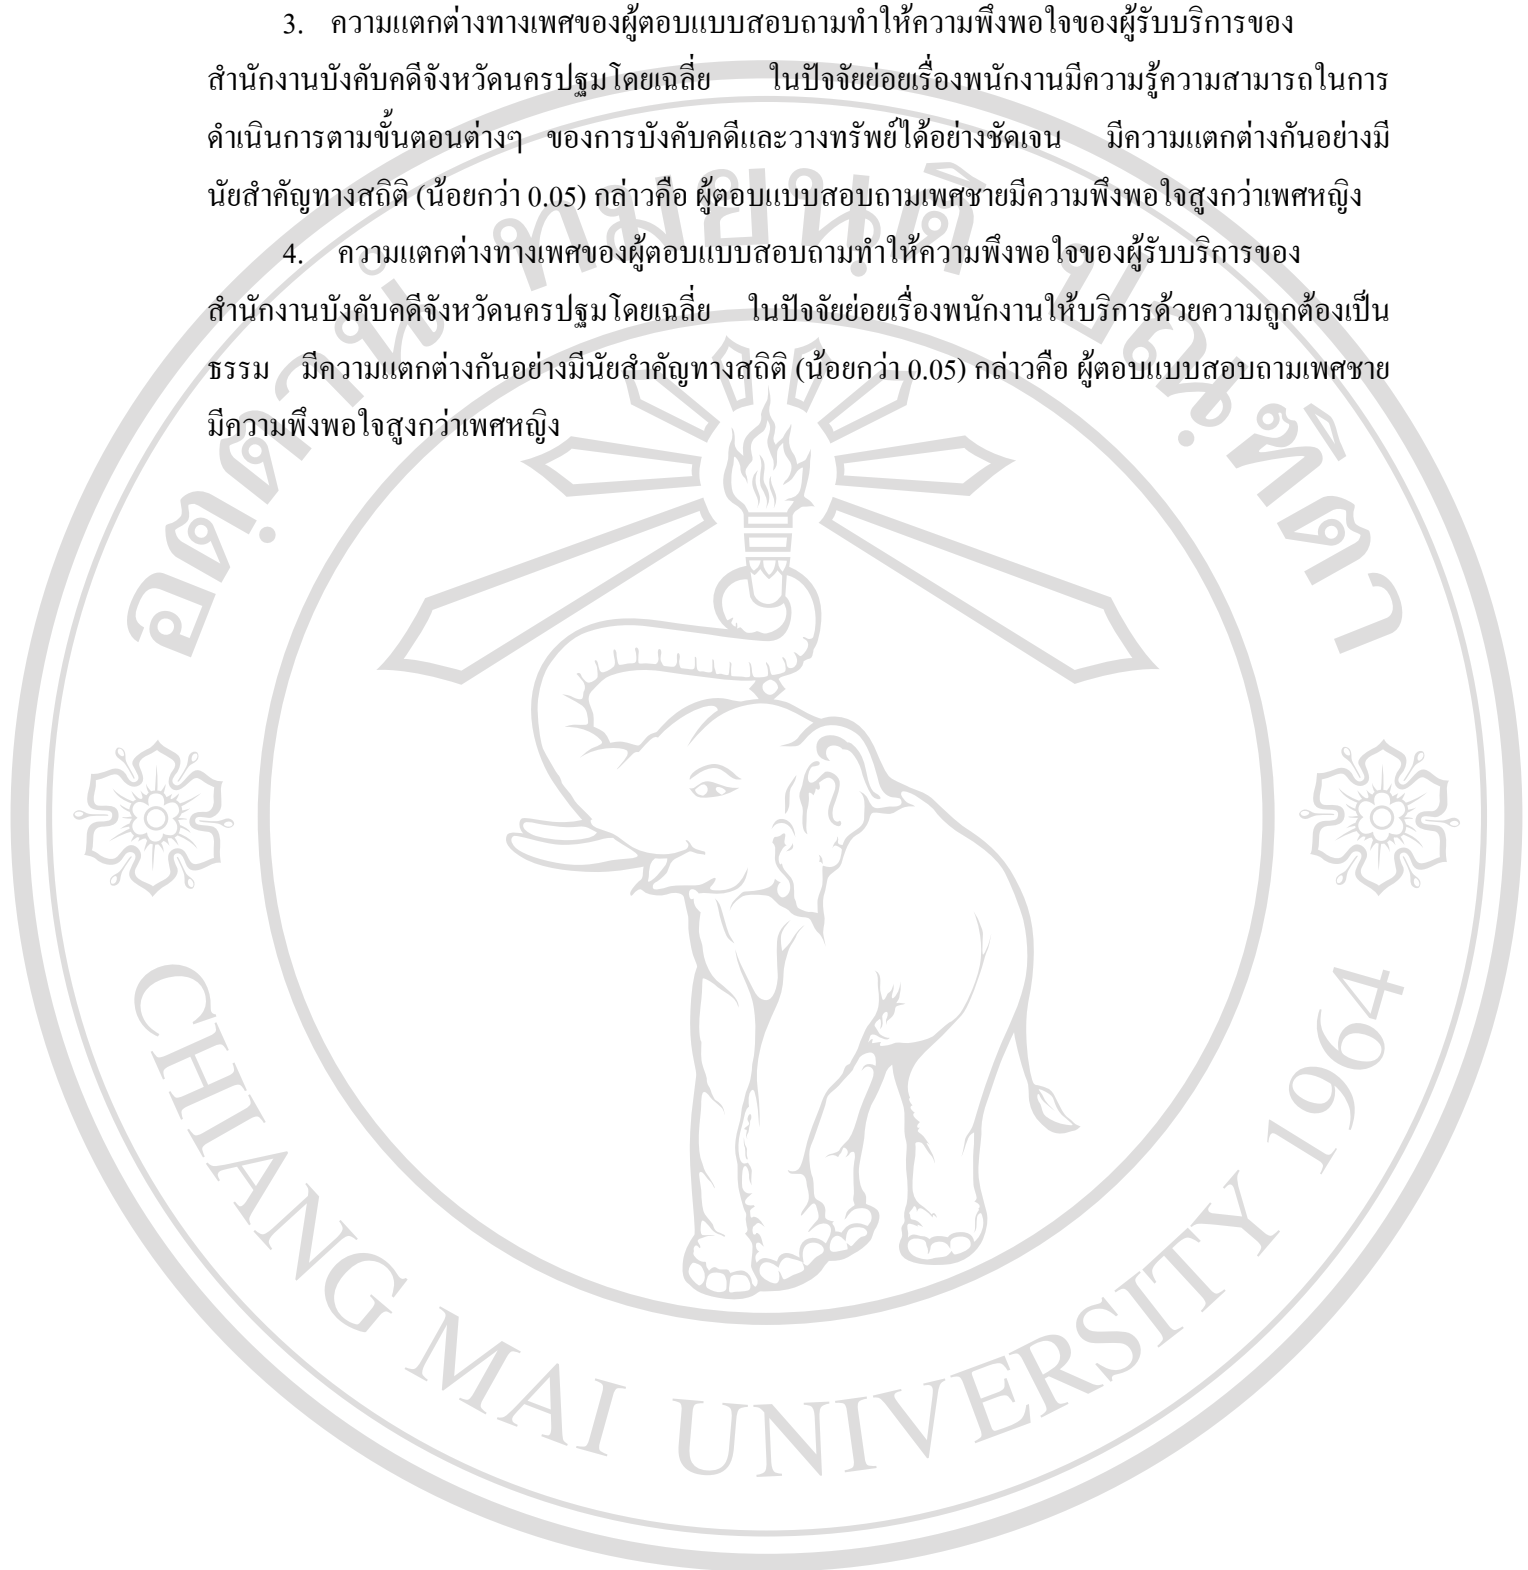 3. ความแตกต่างทางเพศของผู้ตอบแบบสอบถามทำให้ความพึงพอใจของผู้รับบริการของ
สำนักงานบังคับคดีจังหวัดนครปฐมโดยเฉลี่ย ในปัจจัยย่อยเรื่องพนักงานมีความรู้ความสามารถในการ
ดำเนินการตามขั้นตอนต่างๆ ของการบังคับคดีและวางทรัพย์ได้อย่างชัดเจน มีความแตกต่างกันอย่างมี
นัยสำคัญทางสถิติ (น้อยกว่า 0.05) กล่าวคือ ผู้ตอบแบบสอบถามเพศชายมีความพึงพอใจสูงกว่าเพศหญิง
4. ความแตกต่างทางเพศของผู้ตอบแบบสอบถามทำให้ความพึงพอใจของผู้รับบริการของ
สำนักงานบังคับคดีจังหวัดนครปฐมโดยเฉลี่ย ในปัจจัยย่อยเรื่องพนักงานให้บริการด้วยความถูกต้องเป็น
ธรรม มีความแตกต่างกันอย่างมีนัยสำคัญทางสถิติ (น้อยกว่า 0.05) กล่าวคือ ผู้ตอบแบบสอบถามเพศชาย
มีความพึงพอใจสูงกว่าเพศหญิง
อตฺตานํ ทมยนฺติ ปณฺฑิตา
CHIANG MAI UNIVERSITY 1964